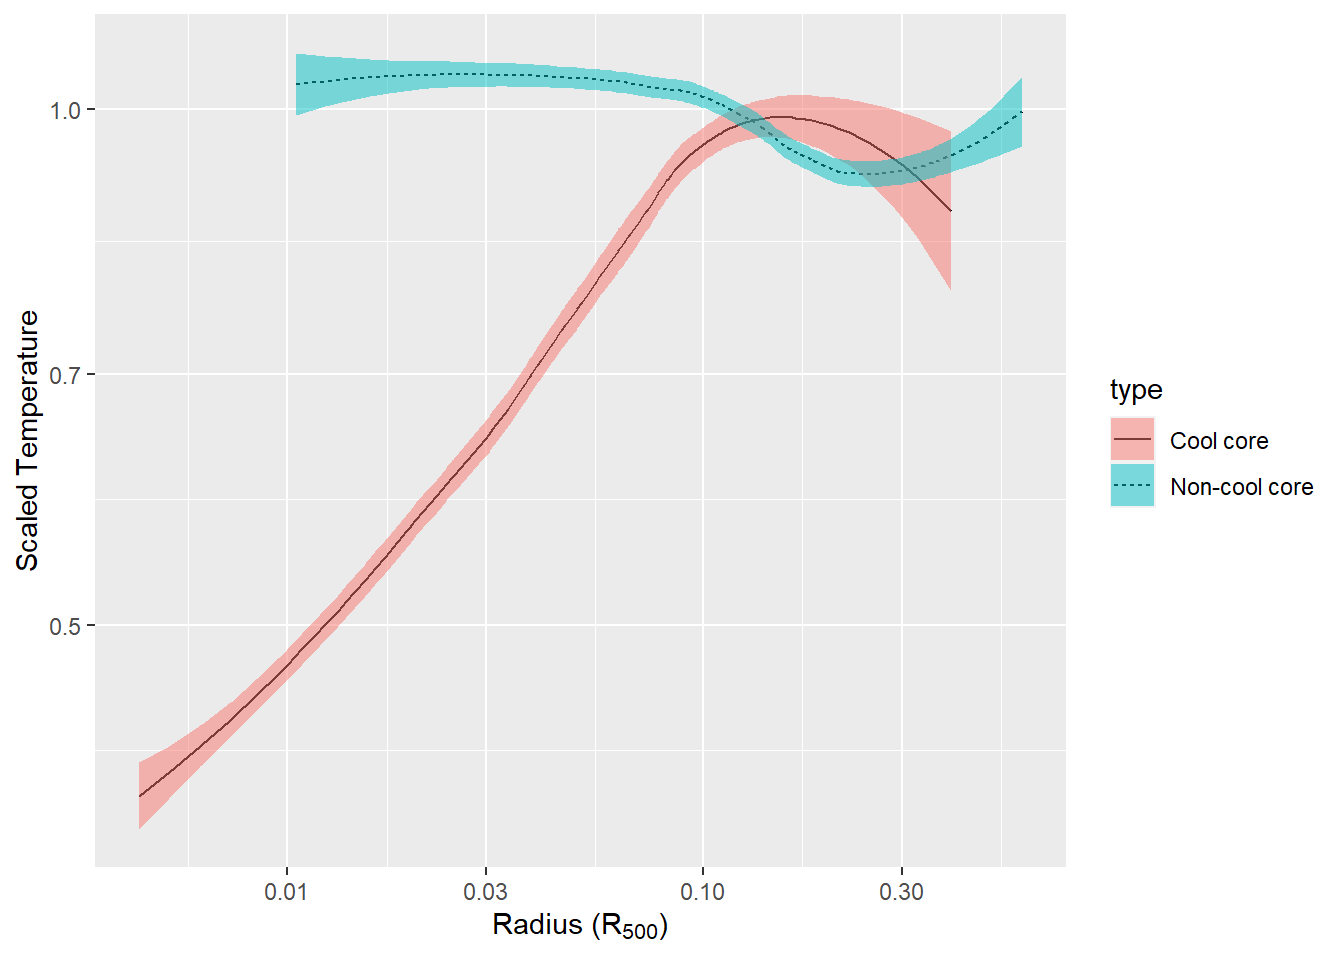 Scaled Temperature
1.0
0.7
0.5
0.01 0.03 0.10 0.30
Radius (R500)
type
Cool core
Non-cool core